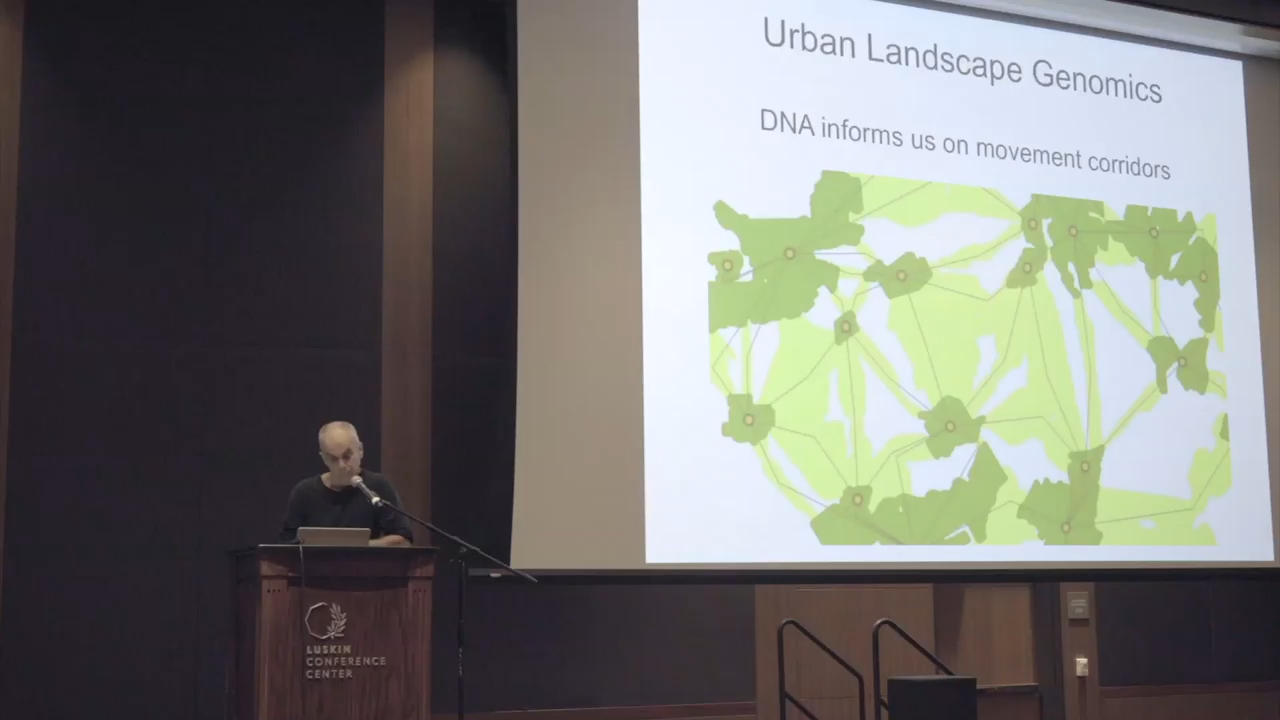 Urban Landscape Genomics
DNA informs us on movement corridors
LUSKIN
CONFERENCE
CENTER